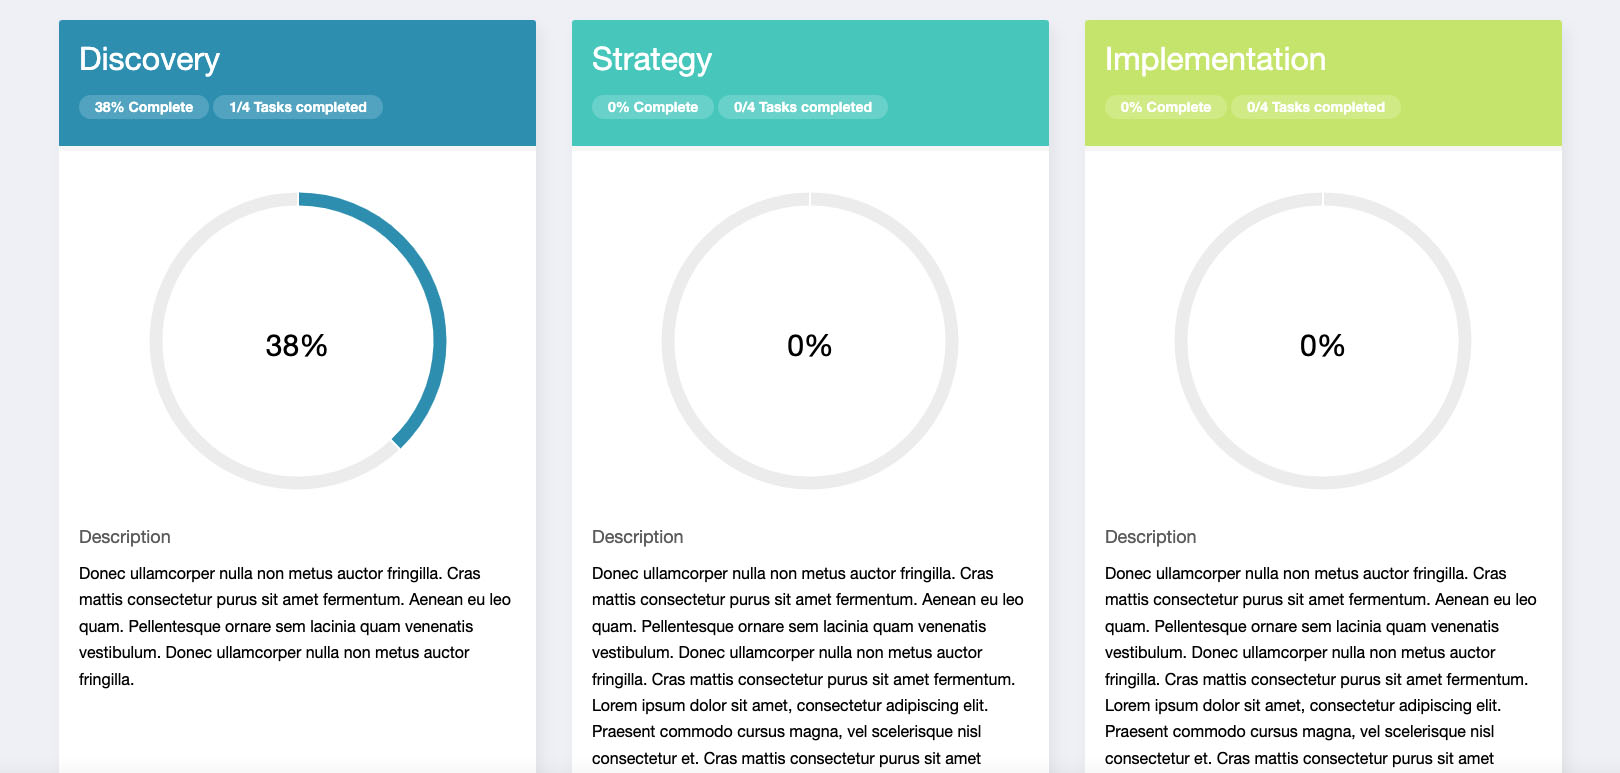 Discovery
38% Complete 1/4 Tasks completed
38%
Description
Donec ullamcorper nulla non metus auctor fringilla. Cras
mattis consectetur purus sit amet fermentum. Aenean eu leo
quam. Pellentesque ornare sem lacinia quam venenatis
vestibulum. Donec ullamcorper nulla non metus auctor
fringilla.
Strategy
0% Complete 0/4 Tasks completed
0%
Description
Donec ullamcorper nulla non metus auctor fringilla. Cras
mattis consectetur purus sit amet fermentum. Aenean eu leo
quam. Pellentesque ornare sem lacinia quam venenatis
vestibulum. Donec ullamcorper nulla non metus auctor
fringilla. Cras mattis consectetur purus sit amet fermentum.
Lorem ipsum dolor sit amet, consectetur adipiscing elit.
Praesent commodo cursus magna, vel scelerisque nisl
consectetur et. Cras mattis consectetur purus sit amet
Implementation
0% Complete 0/4 Tasks completed
0%
Description
Donec ullamcorper nulla non metus auctor fringilla. Cras
mattis consectetur purus sit amet fermentum. Aenean eu leo
quam. Pellentesque ornare sem lacinia quam venenatis
vestibulum. Donec ullamcorper nulla non metus auctor
fringilla. Cras mattis consectetur purus sit amet fermentum.
Lorem ipsum dolor sit amet, consectetur adipiscing elit.
Praesent commodo cursus magna, vel scelerisque nisl
consectetur et. Cras mattis consectetur purus sit amet